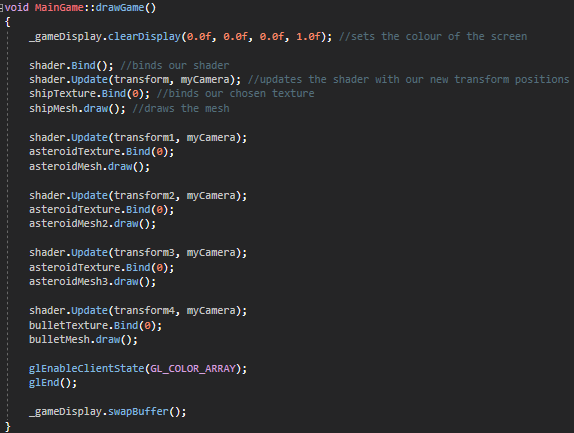 void MainGame::drawGame()
{
_gameDisplay.clearDisplay(0.0f, 0.0f, 0.0f, 1.0f); //sets the colour of the screen
shader.Bind(); //binds our shader
shader.Update(transform, myCamera); //updates the shader with our new transform positions
shipTexture.Bind(0); //binds our chosen texture
shipMesh.draw(); //draws the mesh
shader.Update(transform1, myCamera);
asteroidTexture.Bind(0);
asteroidMesh.draw();
shader.Update(transform2, myCamera);
asteroidTexture.Bind(0);
asteroidMesh2.draw();
shader.Update(transform3, myCamera);
asteroidTexture.Bind(0);
asteroidMesh3.draw();
shader.Update(transform4, myCamera);
bulletTexture.Bind(0);
bulletMesh.draw();
glEnableClientState(GL_COLOR_ARRAY);
glEnd();
_gameDisplay.swapBuffer();
}